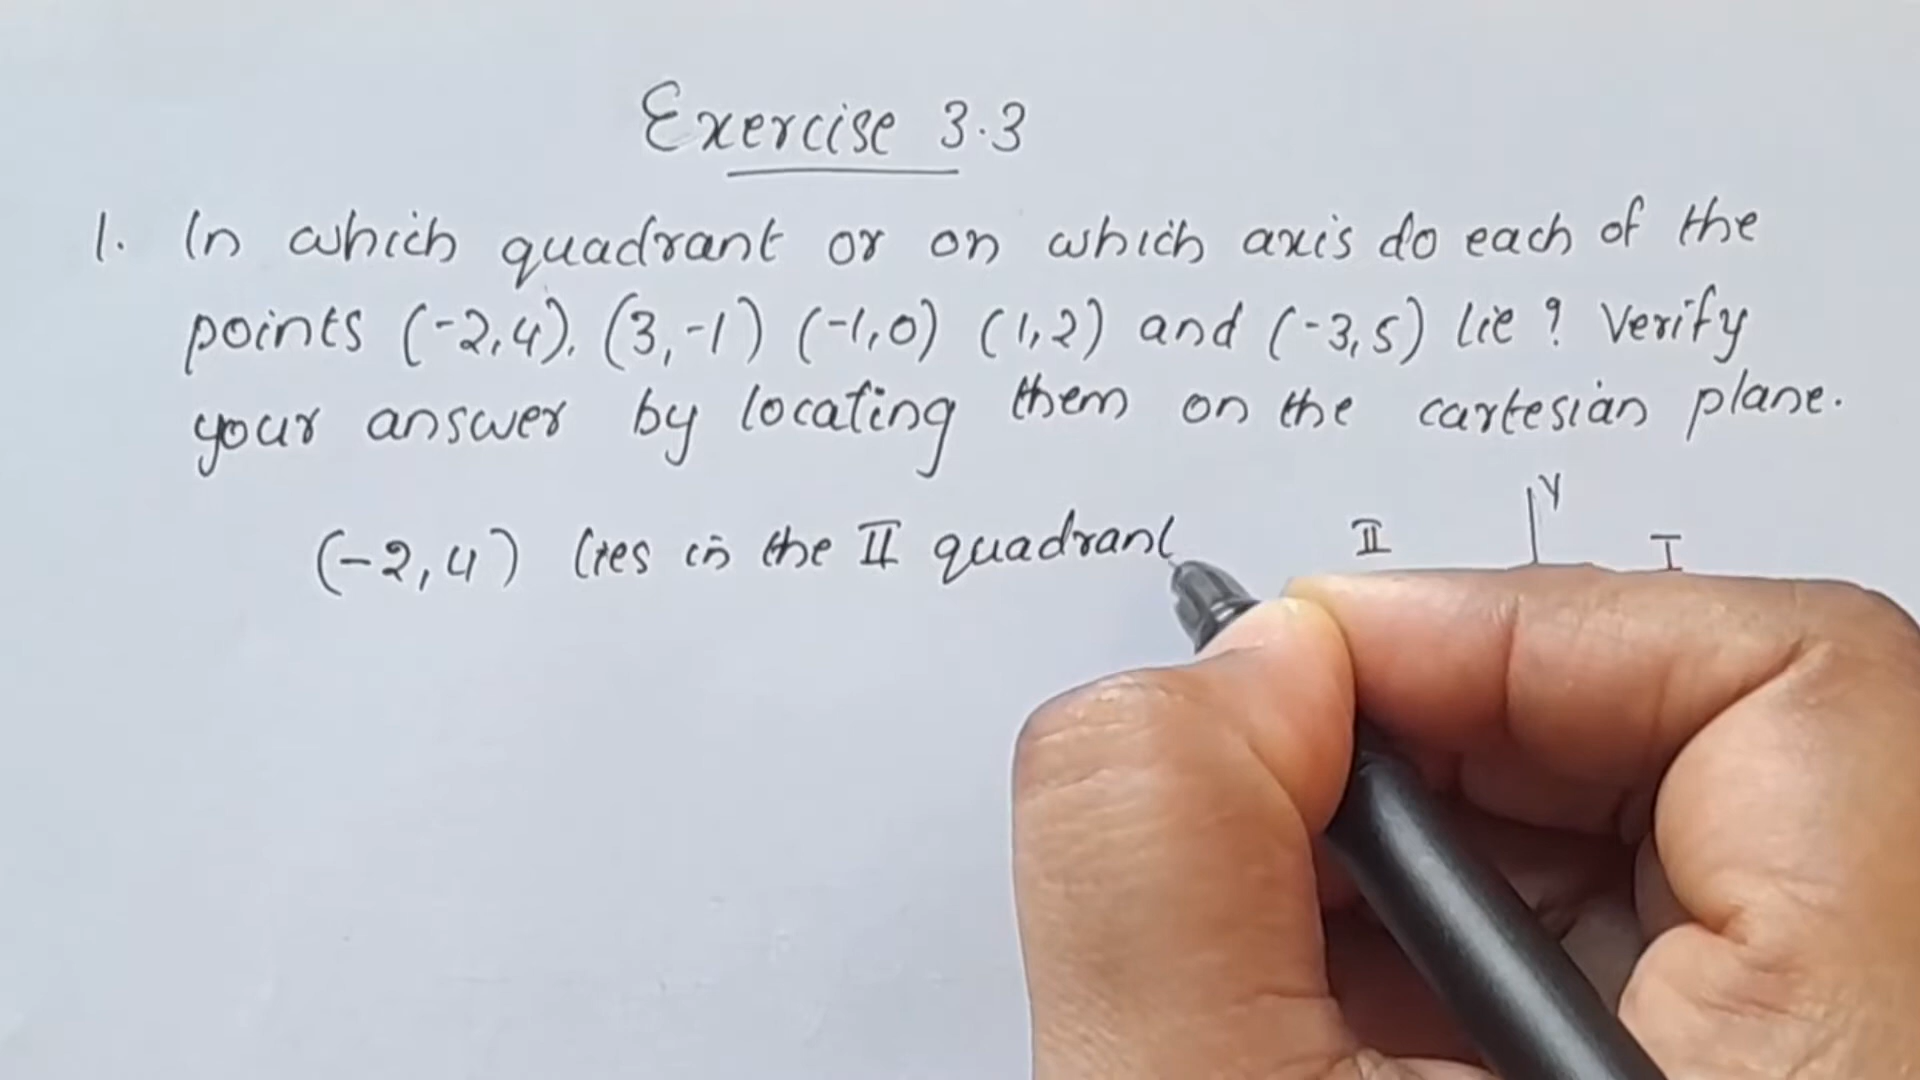 Exercise 3.3
1. In which quadrant or on which axis do each of the
points (-2,4), (3,-1) (-1,0) (1,2) and (-3,5) lie? Verify
your answer by locating them on the cartesian plane.
Y
II I
(-2,4) lies in the II quadrant